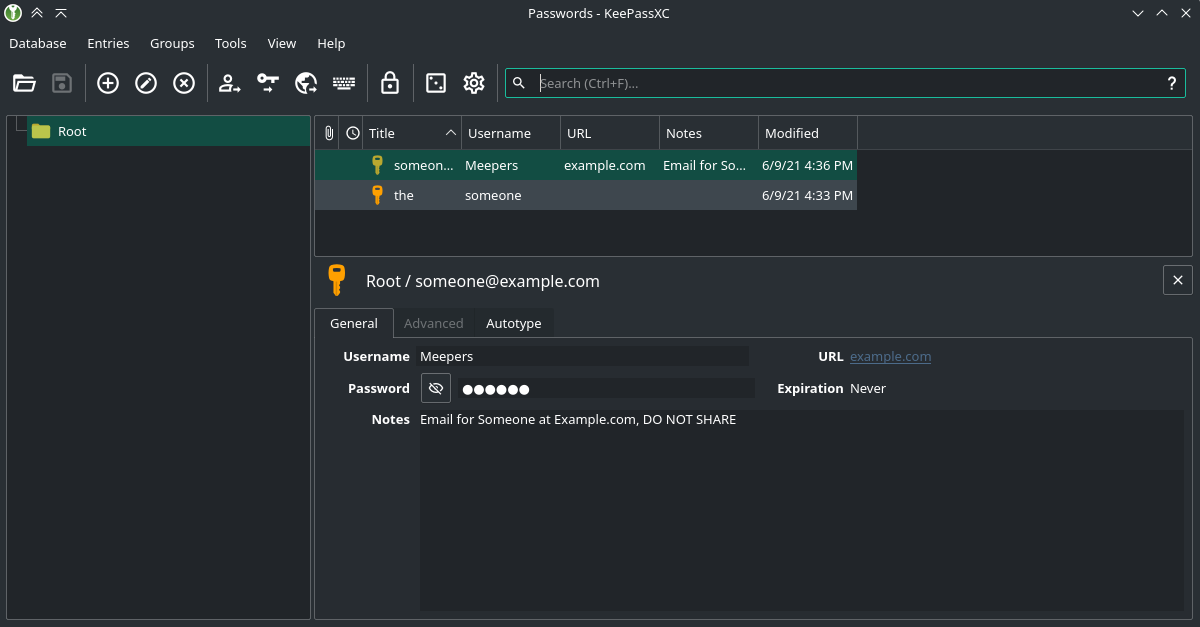 Passwords - KeePassXC
Database Entries Groups Tools View Help
Search (Ctrl+F)... ?
Root
Title Username URL Notes Modified
someon... Meepers example.com Email for So... 6/9/21 4:36 PM
the someone 6/9/21 4:33 PM
Root / someone@example.com
General Advanced Autotype
Username Meepers URL example.com
Password ●●●●●● Expiration Never
Notes Email for Someone at Example.com, DO NOT SHARE